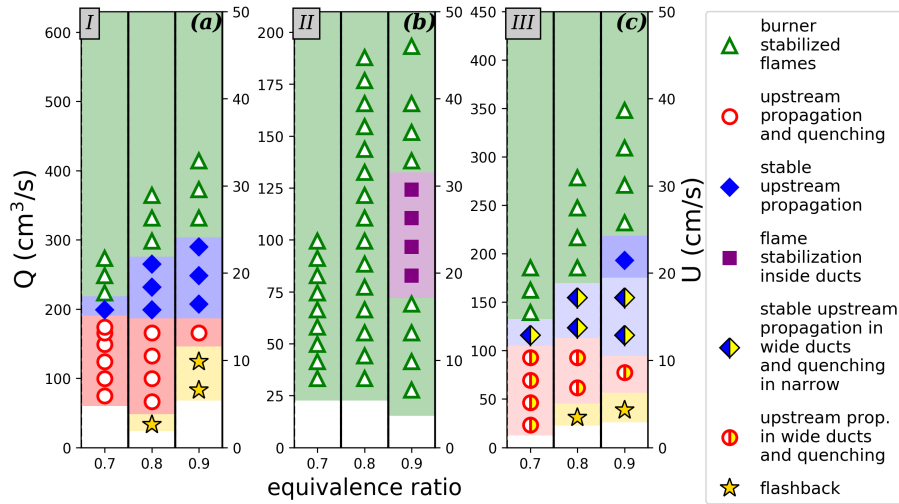 I
(a)
II
(b)
III
(c)
600
500
400
300
200
100
0
50
40
30
20
10
0
200
175
150
125
100
75
50
25
0
50
40
30
20
10
0
450
400
350
300
250
200
150
100
50
0
50
40
30
20
10
0
Q (cm³/s)
U (cm/s)
0.7 0.8 0.9
0.7 0.8 0.9
0.7 0.8 0.9
equivalence ratio
burner
stabilized
flames
upstream
propagation
and quenching
stable
upstream
propagation
flame
stabilization
inside ducts
stable upstream
propagation in
wide ducts
and quenching
in narrow
upstream prop.
in wide ducts
and quenching
flashback